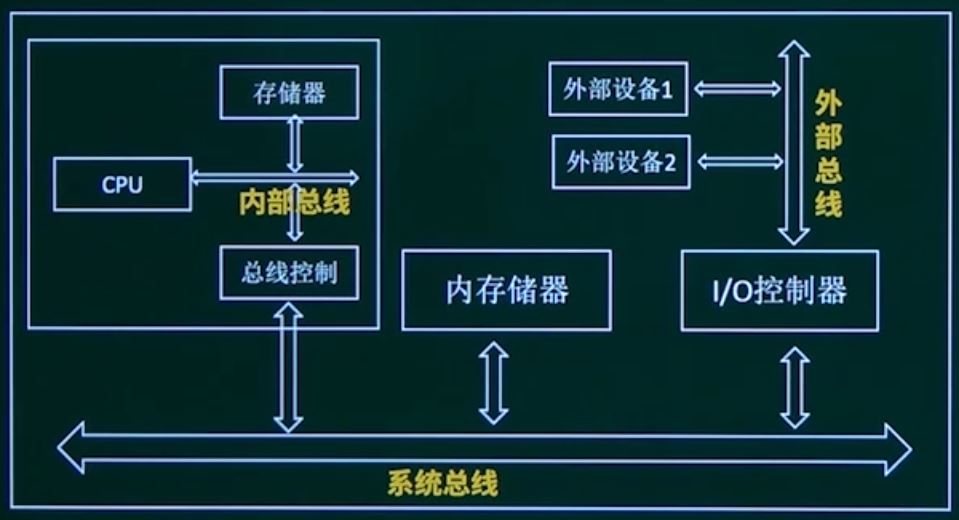 存储器
CPU
内部总线
总线控制
外部设备1
外部设备2
外部总线
内存储器
I/O控制器
系统总线